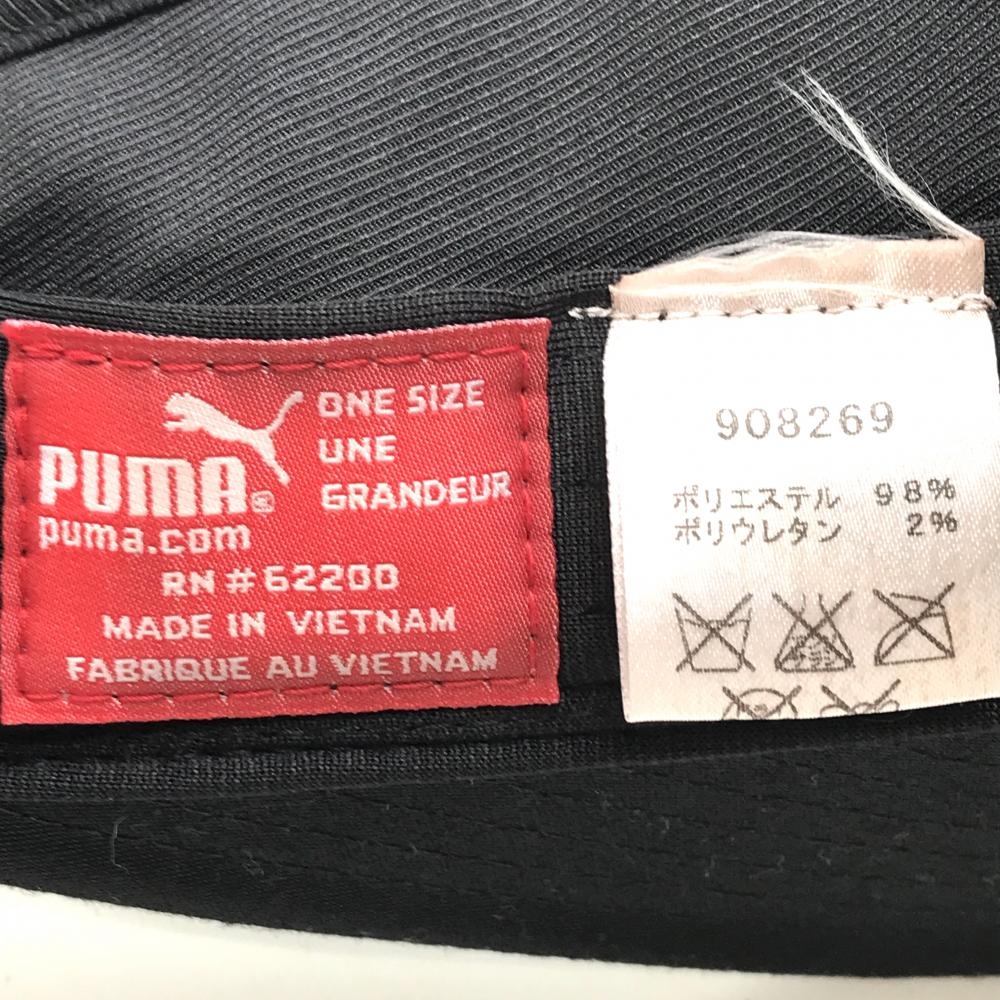 PUMA®
puma.com
ONE SIZE
UNE
GRANDEUR
RN # 62200
MADE IN VIETNAM
FABRIQUE AU VIETNAM
908269
ポリエステル 98%
ポリウレタン 2%